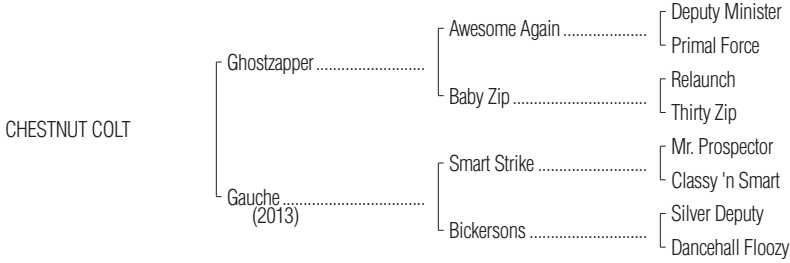 Deputy Minister
Awesome Again ....................
Primal Force
Ghostzapper ..........................
Relaunch
Baby Zip ................................
Thirty Zip
CHESTNUT COLT
Mr. Prospector
Smart Strike ..........................
Classy 'n Smart
Gauche ..................................
(2013)
Silver Deputy
Bickersons ............................
Dancehall Floozy